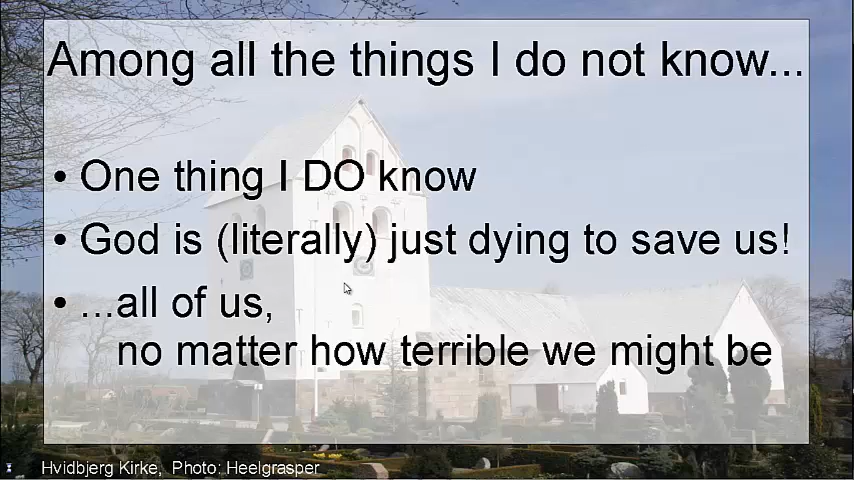 Among all the things I do not know...
• One thing I DO know
• God is (literally) just dying to save us!
• ...all of us,
no matter how terrible we might be
Hvidbjerg Kirke, Photo: Heelgrasper